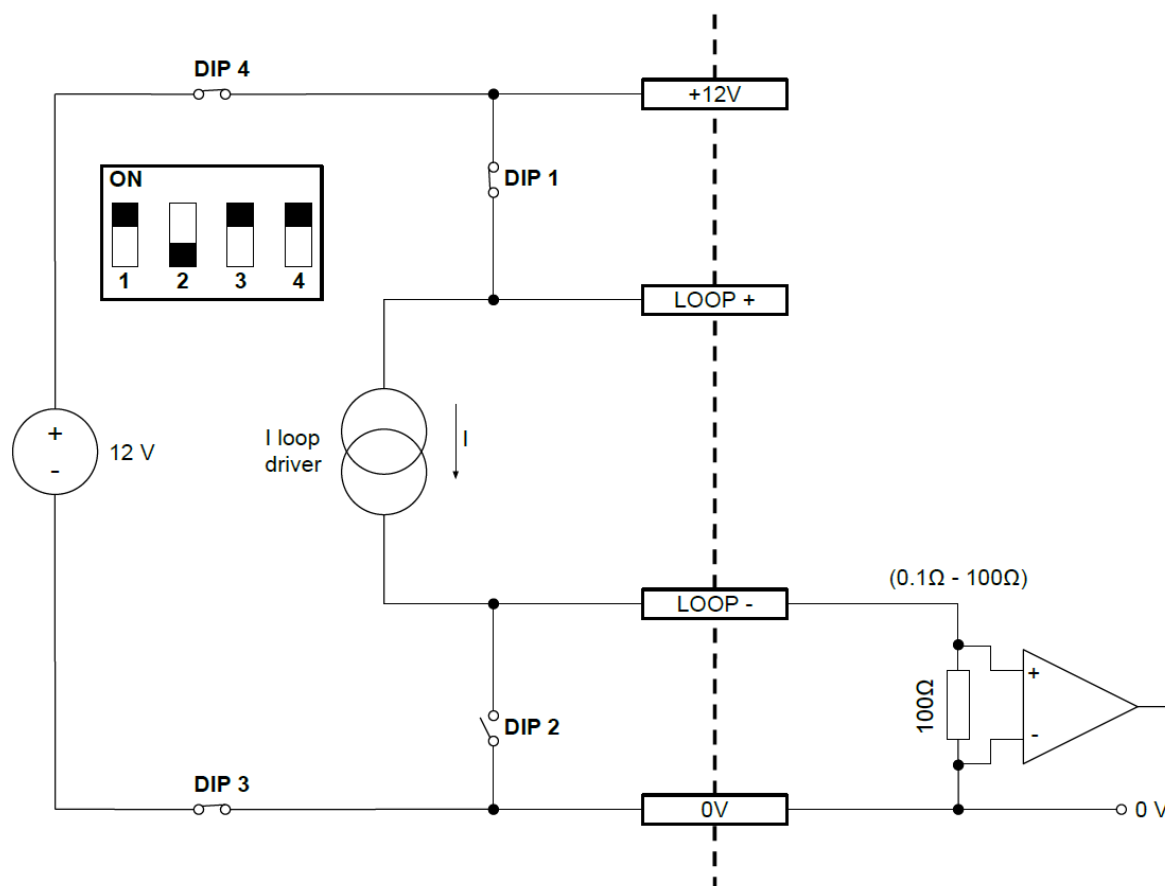 DIP 4
+12V
ON
1 2 3 4
DIP 1
LOOP +
+
-
12 V
I loop
driver
I
(0.1Ω - 100Ω)
LOOP -
100Ω
+
-
DIP 2
DIP 3
0V
0 V